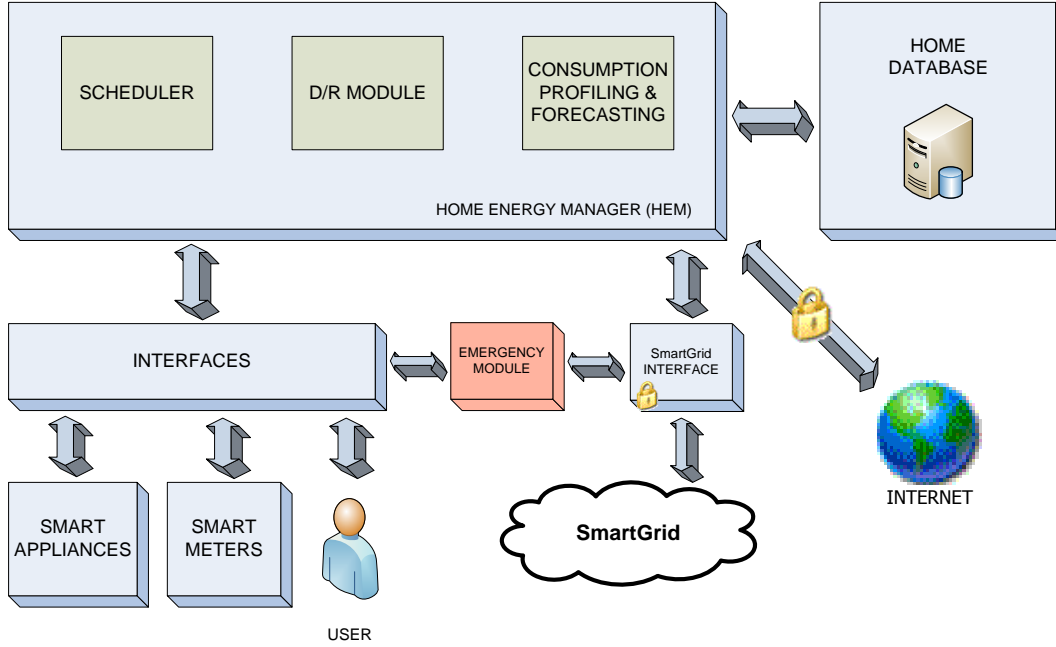 SCHEDULER
D/R MODULE
CONSUMPTION
PROFILING &
FORECASTING
HOME ENERGY MANAGER (HEM)
HOME
DATABASE
INTERFACES
EMERGENCY
MODULE
SmartGrid
INTERFACE
INTERNET
SMART
APPLIANCES
SMART
METERS
USER
SmartGrid